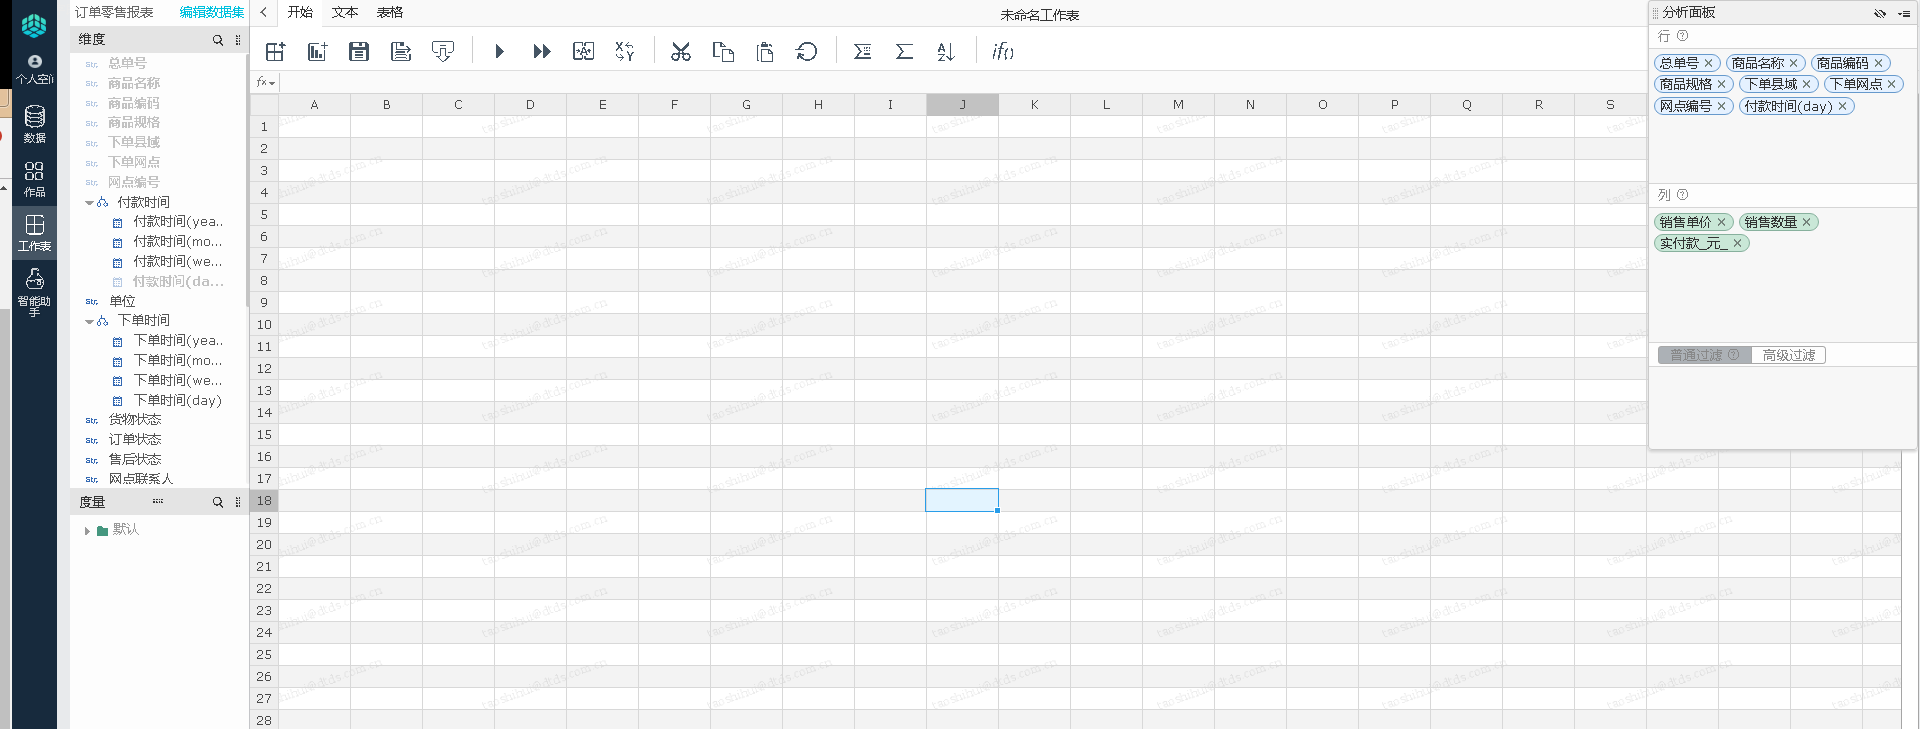 订单零售报表 编辑数据集 开始 文本 表格 未命名工作表 分析面板
维度 行
个人空间
数据
作品
工作表
智能助手
总单号
商品名称
商品编码
商品规格
下单县域
下单网点
网点编号
付款时间
付款时间(yea..
付款时间(mo...
付款时间(we...
付款时间(da...
Str. 单位
下单时间
下单时间(yea..
下单时间(mo...
下单时间(we...
下单时间(day)
Str. 货物状态
Str. 订单状态
Str. 售后状态
Str. 网点联系人
度量
默认
if()
fx
A B C D E F G H I J K L M N O P Q R S
1
2
3
4
5
6
7
8
9
10
11
12
13
14
15
16
17
18
19
20
21
22
23
24
25
26
27
28
总单号 × 商品名称 × 商品编码 ×
商品规格 × 下单县域 × 下单网点 ×
网点编号 × 付款时间(day) ×
列
销售单价 × 销售数量 ×
实付款_元_ ×
普通过滤 高级过滤
taoshihui@dtds.com.cn